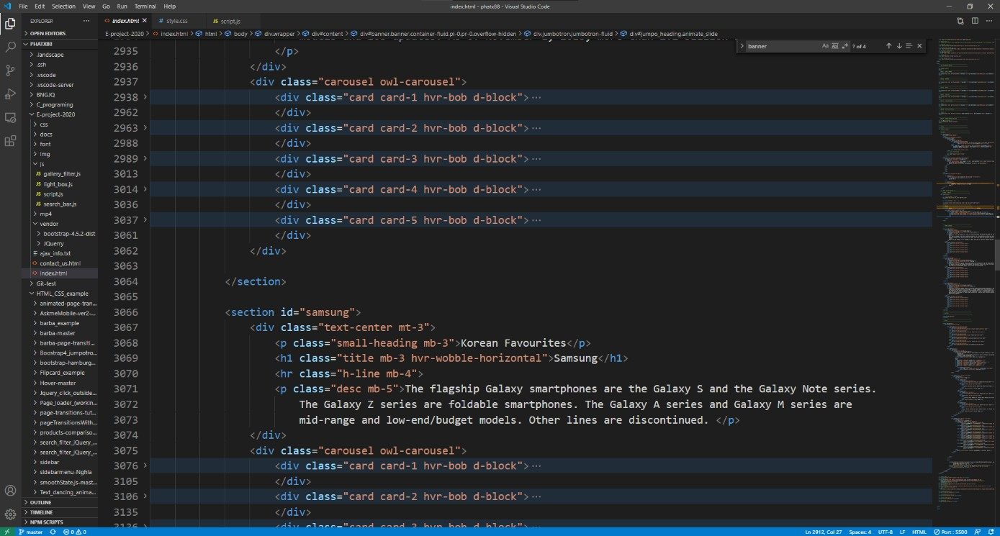 File Edit Selection View Go Run Terminal Help
index.html - phatx88 - Visual Studio Code
EXPLORER
OPEN EDITORS
PHATX88
.landscape
.ssh
.vscode
.vscode-server
BNGJQ
C_programing
E-project-2020
css
docs
font
img
js
JS gallery_filter.js
JS light_box.js
JS script.js
JS search_bar.js
mp4
vendor
bootstrap-4.5.2-dist
JQuerry
ajax_info.txt
contact_us.html
index.html
Git-test
HTML_CSS_example
animated-page-tran...
AskmeMobile-ver2-...
barba_example
barba-master
barba-page-transiti...
Boostrap4_jumpotro...
bootstrap-hamburg...
Flipcard_example
Hover-master
Jquery_click_outside...
Page_loader_(workin...
page-transitions-tut...
pageTransitionsWith...
products-compariso...
search_filter_jQuery_...
search_filter_jQuery_...
sidebar
sidebarmenu-Nghia
smoothState.js-mast...
Text_dancing_anima...
OUTLINE
TIMELINE
NPM SCRIPTS
index.html
# style.css
JS script.js
E-project-2020 > index.html > html > body > div.wrapper > div#content > div#banner.banner.container-fluid.pl-0.pr-0.overflow-hidden > div.jumbotron.jumbotron-fluid > div#jumpo_heading.animate_slide
banner Aa ? of 4
2935 </p>
2936 </div>
2937 <div class="carousel owl-carousel">
2938 <div class="card card-1 hvr-bob d-block">···
2962 </div>
2963 <div class="card card-2 hvr-bob d-block">···
2988 </div>
2989 <div class="card card-3 hvr-bob d-block">···
3013 </div>
3014 <div class="card card-4 hvr-bob d-block">···
3036 </div>
3037 <div class="card card-5 hvr-bob d-block">···
3061 </div>
3062 </div>
3063
3064 </section>
3065
3066 <section id="samsung">
3067 <div class="text-center mt-3">
3068 <p class="small-heading mb-3">Korean Favourites</p>
3069 <h1 class="title mb-3 hvr-wobble-horizontal">Samsung</h1>
3070 <hr class="h-line mb-4">
3071 <p class="desc mb-5">The flagship Galaxy smartphones are the Galaxy S and the Galaxy Note series.
3072 The Galaxy Z series are foldable smartphones. The Galaxy A series and Galaxy M series are
3073 mid-range and low-end/budget models. Other lines are discontinued. </p>
3074 </div>
3075 <div class="carousel owl-carousel">
3076 <div class="card card-1 hvr-bob d-block">···
3105 </div>
3106 <div class="card card-2 hvr-bob d-block">···
3135 </div>
3136 <div class="card card-3 hvr-bob d-block">···
master 0 0
Ln 2912, Col 27 Spaces: 4 UTF-8 LF HTML Port : 5500